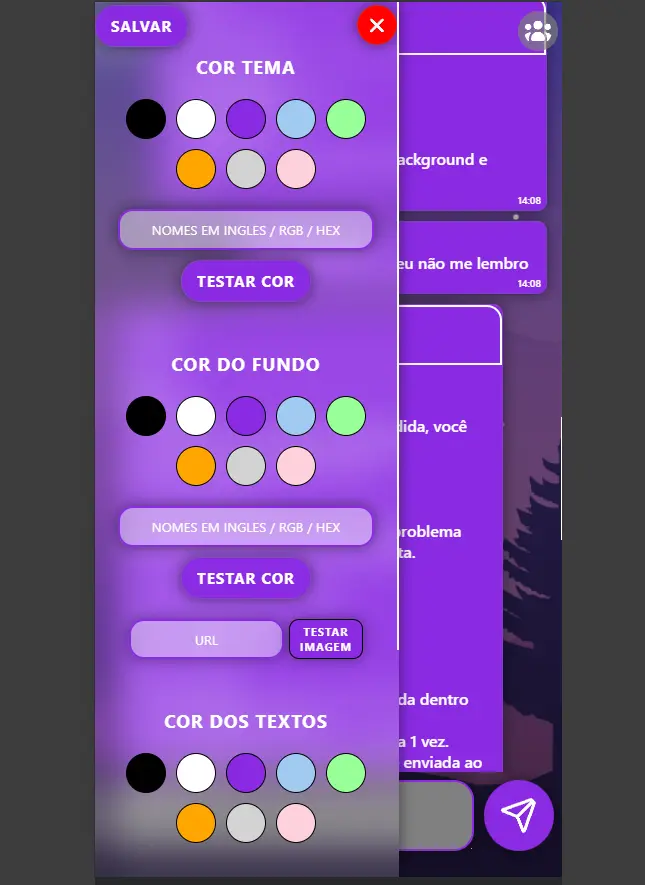 SALVAR
COR TEMA
NOMES EM INGLES / RGB / HEX
TESTAR COR
COR DO FUNDO
NOMES EM INGLES / RGB / HEX
TESTAR COR
URL
TESTAR
IMAGEM
COR DOS TEXTOS
ackground e
14:08
eu não me lembro
14:08
dida, você
problema
ta.
da dentro
a 1 vez.
enviada ao